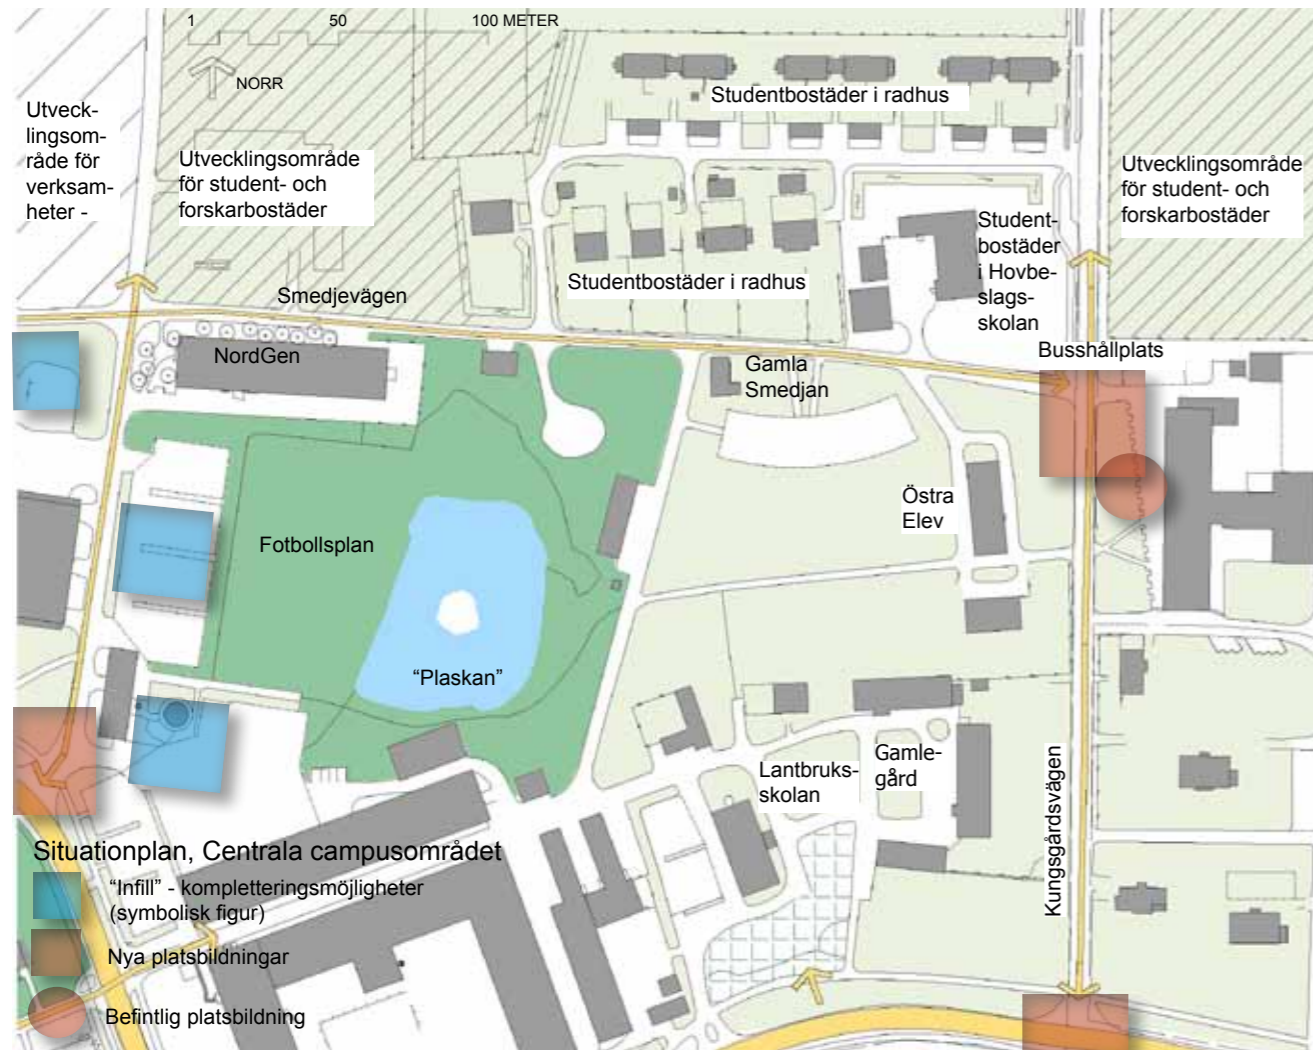 1 50 100 METER
NORR
Utveck-
lingsom-
råde för
verksam-
heter -
Utvecklingsområde
för student- och
forskarbostäder
Studentbostäder i radhus
Utvecklingsområde
för student- och
forskarbostäder
Student-
bostäder
i Hovbe-
slags-
skolan
Studentbostäder i radhus
Smedjevägen
NordGen
Gamla
Smedjan
Busshållplats
Östra
Elev
Fotbollsplan
“Plaskan”
Lantbruks-
skolan
Gamle-
gård
Kungsgårdsvägen
Situationplan, Centrala campusområdet
“Infill” - kompletteringsmöjligheter
(symbolisk figur)
Nya platsbildningar
Befintlig platsbildning